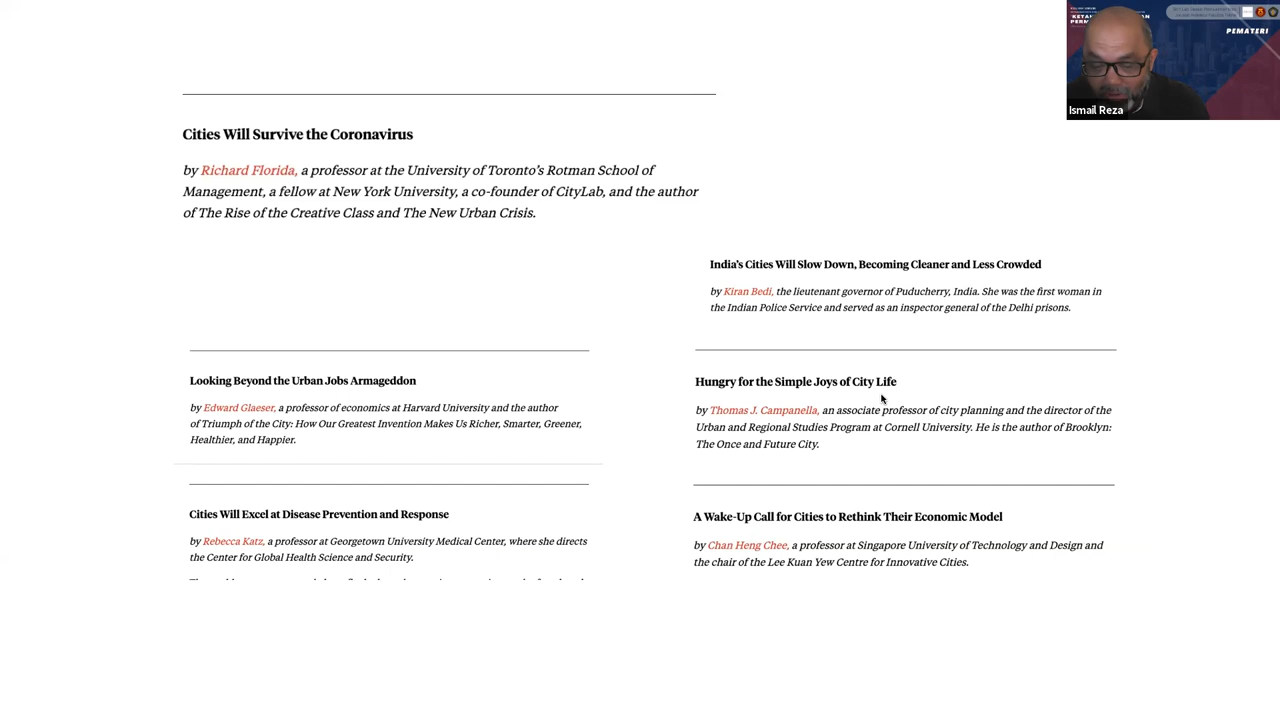 Cities Will Survive the Coronavirus
by Richard Florida, a professor at the University of Toronto's Rotman School of
Management, a fellow at New York University, a co-founder of CityLab, and the author
of The Rise of the Creative Class and The New Urban Crisis.
India's Cities Will Slow Down, Becoming Cleaner and Less Crowded
by Kiran Bedi, the lieutenant governor of Puducherry, India. She was the first woman in
the Indian Police Service and served as an inspector general of the Delhi prisons.
Looking Beyond the Urban Jobs Armageddon
by Edward Glaeser, a professor of economics at Harvard University and the author
of Triumph of the City: How Our Greatest Invention Makes Us Richer, Smarter, Greener,
Healthier, and Happier.
Hungry for the Simple Joys of City Life
by Thomas J. Campanella, an associate professor of city planning and the director of the
Urban and Regional Studies Program at Cornell University. He is the author of Brooklyn:
The Once and Future City.
Cities Will Excel at Disease Prevention and Response
by Rebecca Katz, a professor at Georgetown University Medical Center, where she directs
the Center for Global Health Science and Security.
A Wake-Up Call for Cities to Rethink Their Economic Model
by Chan Heng Chee, a professor at Singapore University of Technology and Design and
the chair of the Lee Kuan Yew Centre for Innovative Cities.
PEMATERI
Ismail Reza